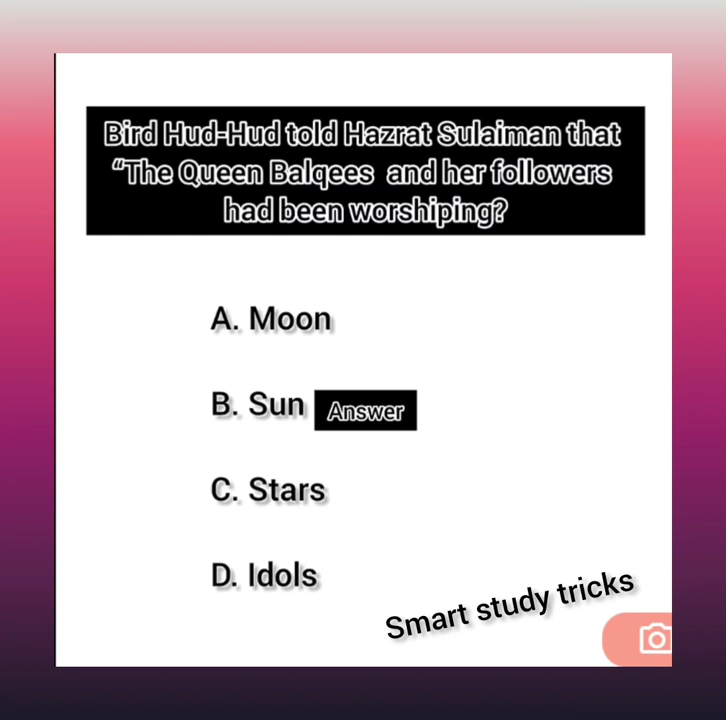 Bird Hud-Hud told Hazrat Sulaiman that
“The Queen Balqees and her followers
had been worshiping?
A. Moon
B. Sun Answer
C. Stars
D. Idols
Smart study tricks